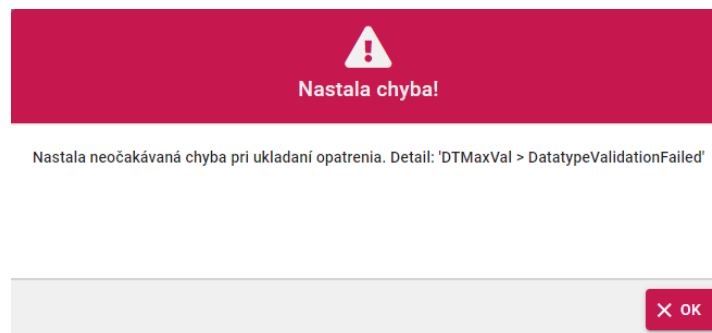 Nastala chyba!
Nastala neočakávaná chyba pri ukladaní opatrenia. Detail: 'DTMaxVal > DatatypeValidationFailed'
OK